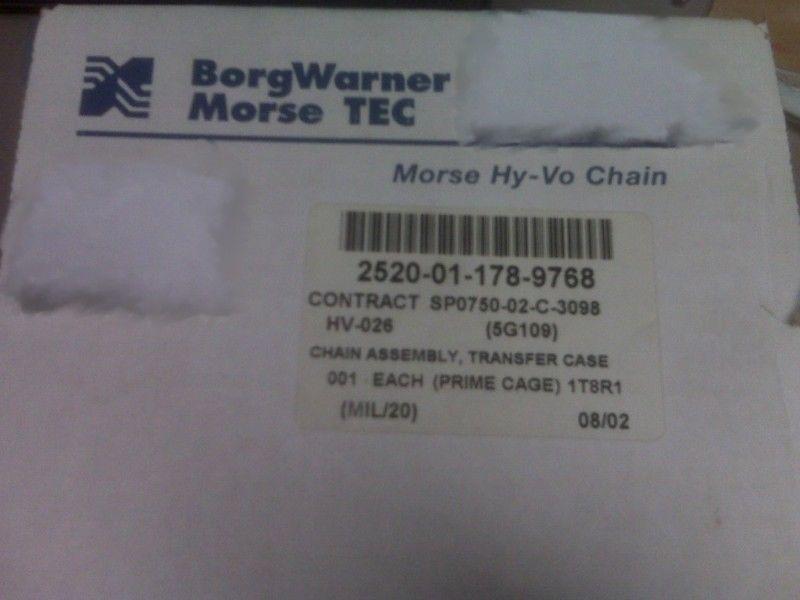 BorgWarner
Morse TEC
Morse Hy-Vo Chain
2520-01-178-9768
CONTRACT SP0750-02-C-3098
HV-026 (5G109)
CHAIN ASSEMBLY, TRANSFER CASE
001 EACH (PRIME CAGE) 1T8R1
(MIL/20) 08/02